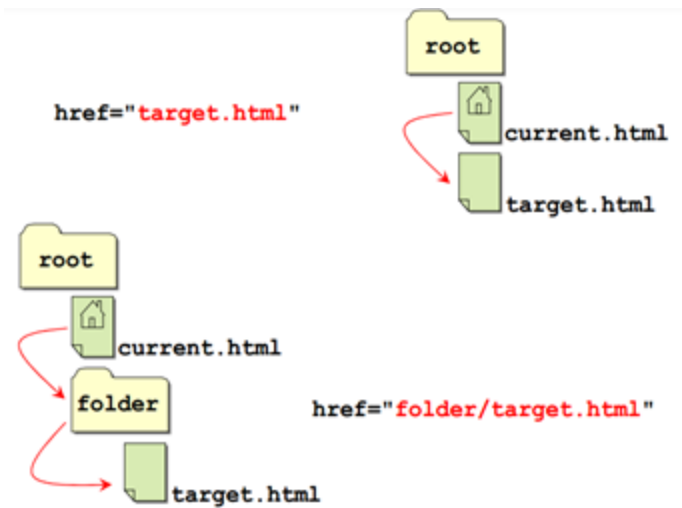 root
href="target.html"
current.html
target.html
root
current.html
folder
href="folder/target.html"
target.html